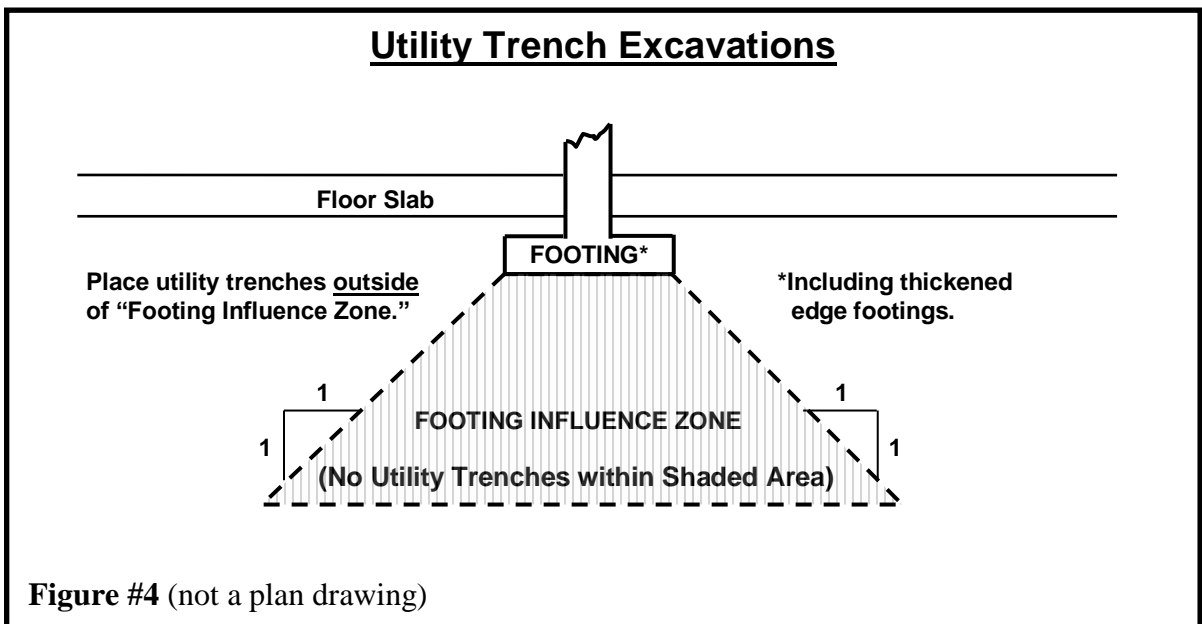 Utility Trench Excavations
Floor Slab
FOOTING*
Place utility trenches outside
of “Footing Influence Zone.”
*Including thickened
edge footings.
1
1
1
1
FOOTING INFLUENCE ZONE
(No Utility Trenches within Shaded Area)
Figure #4 (not a plan drawing)